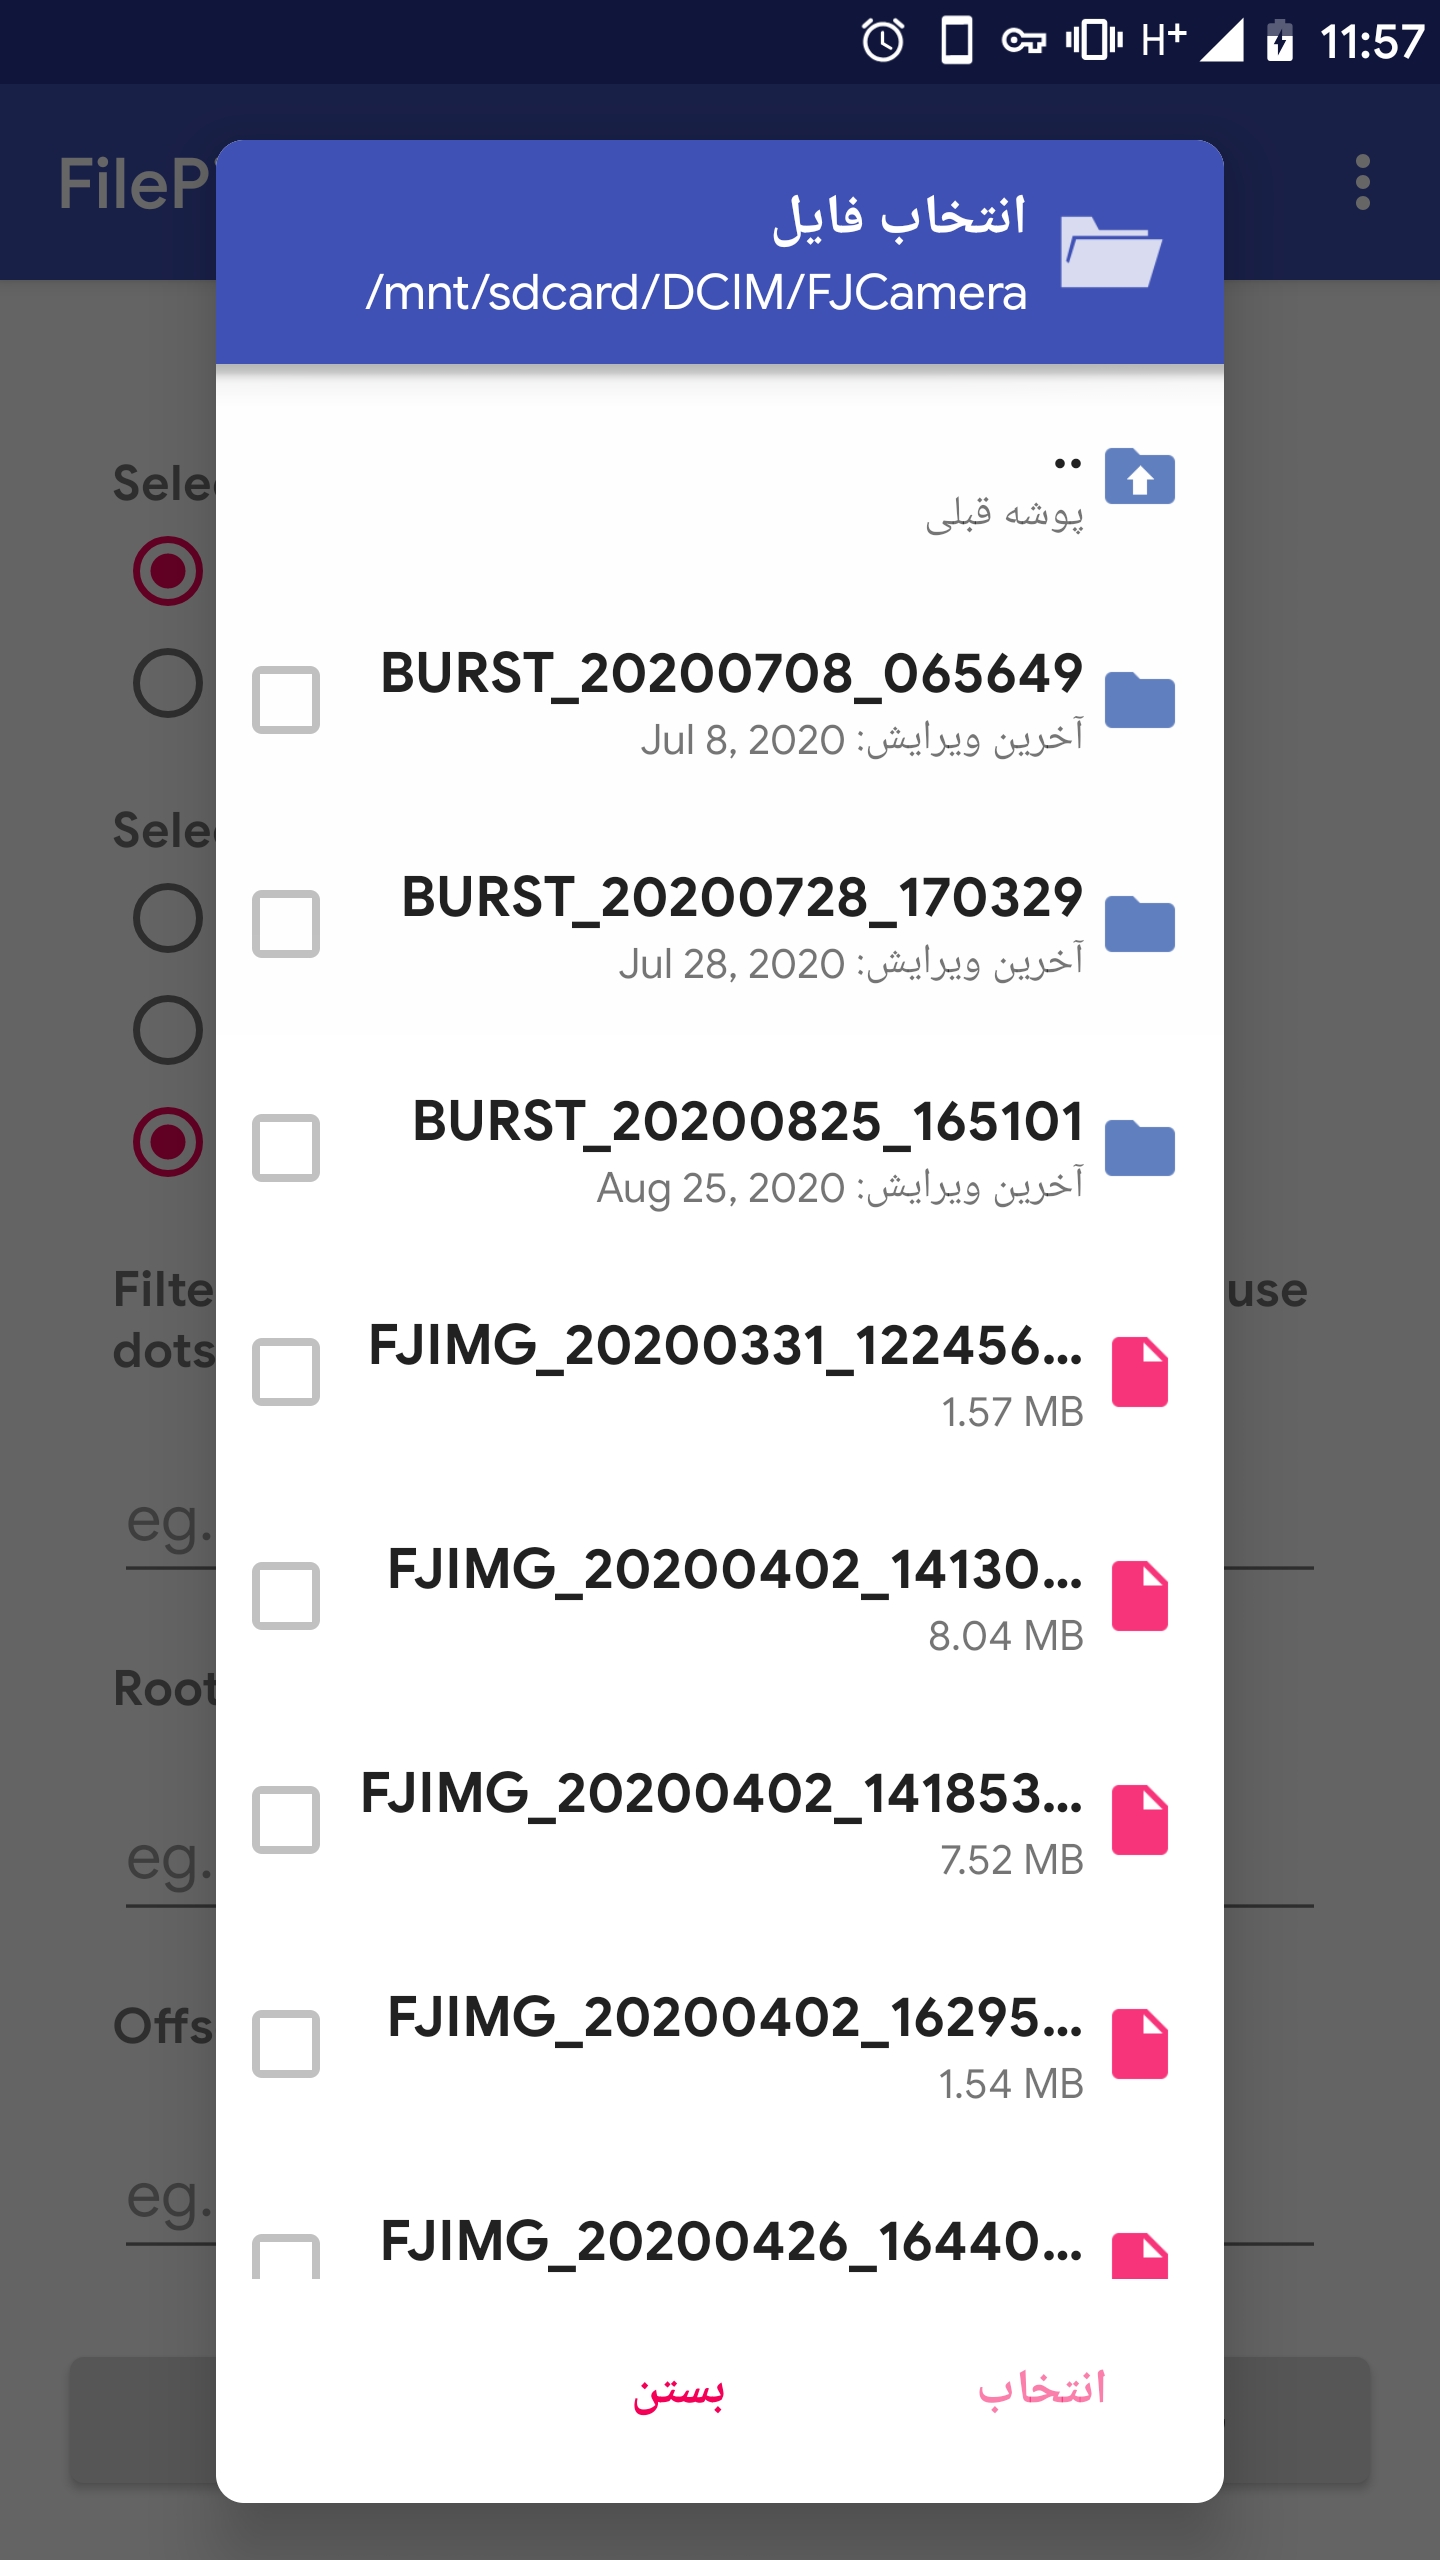 H+ 11:57
FileP
انتخاب فایل
/mnt/sdcard/DCIM/FJCamera
..
پوشه قبلی
Sele
BURST_20200708_065649
آخرین ویرایش: Jul 8, 2020
Sele
BURST_20200728_170329
آخرین ویرایش: Jul 28, 2020
BURST_20200825_165101
آخرین ویرایش: Aug 25, 2020
Filte
use
dots
FJIMG_20200331_122456...
1.57 MB
eg.
FJIMG_20200402_14130...
8.04 MB
Root
FJIMG_20200402_141853...
7.52 MB
eg.
FJIMG_20200402_16295...
1.54 MB
Offs
eg.
FJIMG_20200426_16440...
انتخاب
بستن